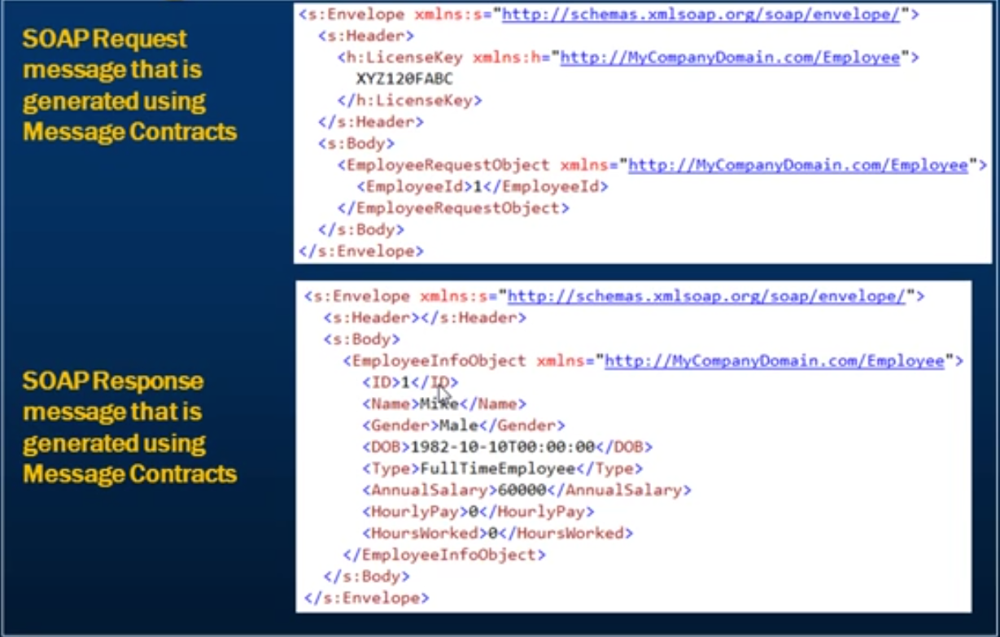 SOAP Request
message that is
generated using
Message Contracts
<s:Envelope xmlns:s="http://schemas.xmlsoap.org/soap/envelope/">
<s:Header>
<h:LicenseKey xmlns:h="http://MyCompanyDomain.com/Employee">
XYZ120FABC
</h:LicenseKey>
</s:Header>
<s:Body>
<EmployeeRequestObject xmlns="http://MyCompanyDomain.com/Employee">
<EmployeeId>1</EmployeeId>
</EmployeeRequestObject>
</s:Body>
</s:Envelope>
SOAP Response
message that is
generated using
Message Contracts
<s:Envelope xmlns:s="http://schemas.xmlsoap.org/soap/envelope/">
<s:Header></s:Header>
<s:Body>
<EmployeeInfoObject xmlns="http://MyCompanyDomain.com/Employee">
<ID>1</ID>
<Name>Mike</Name>
<Gender>Male</Gender>
<DOB>1982-10-10T00:00:00</DOB>
<Type>FullTimeEmployee</Type>
<AnnualSalary>60000</AnnualSalary>
<HourlyPay>0</HourlyPay>
<HoursWorked>0</HoursWorked>
</EmployeeInfoObject>
</s:Body>
</s:Envelope>